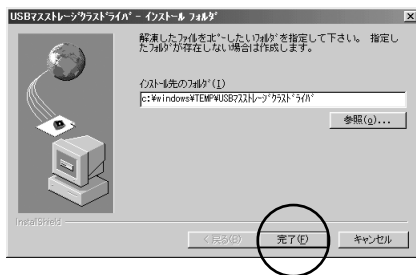 USBマスストレージクラスドライバ - インストール フォルダ
解凍したファイルをコピーしたいフォルダを指定して下さい。 指定し
たフォルダが存在しない場合は作成します。
インストール先のフォルダ(I)
c:¥windows¥TEMP¥USBマスストレージクラスドライバ
参照(o)...
InstallShield
< 戻る(B)
完了(F)
キャンセル